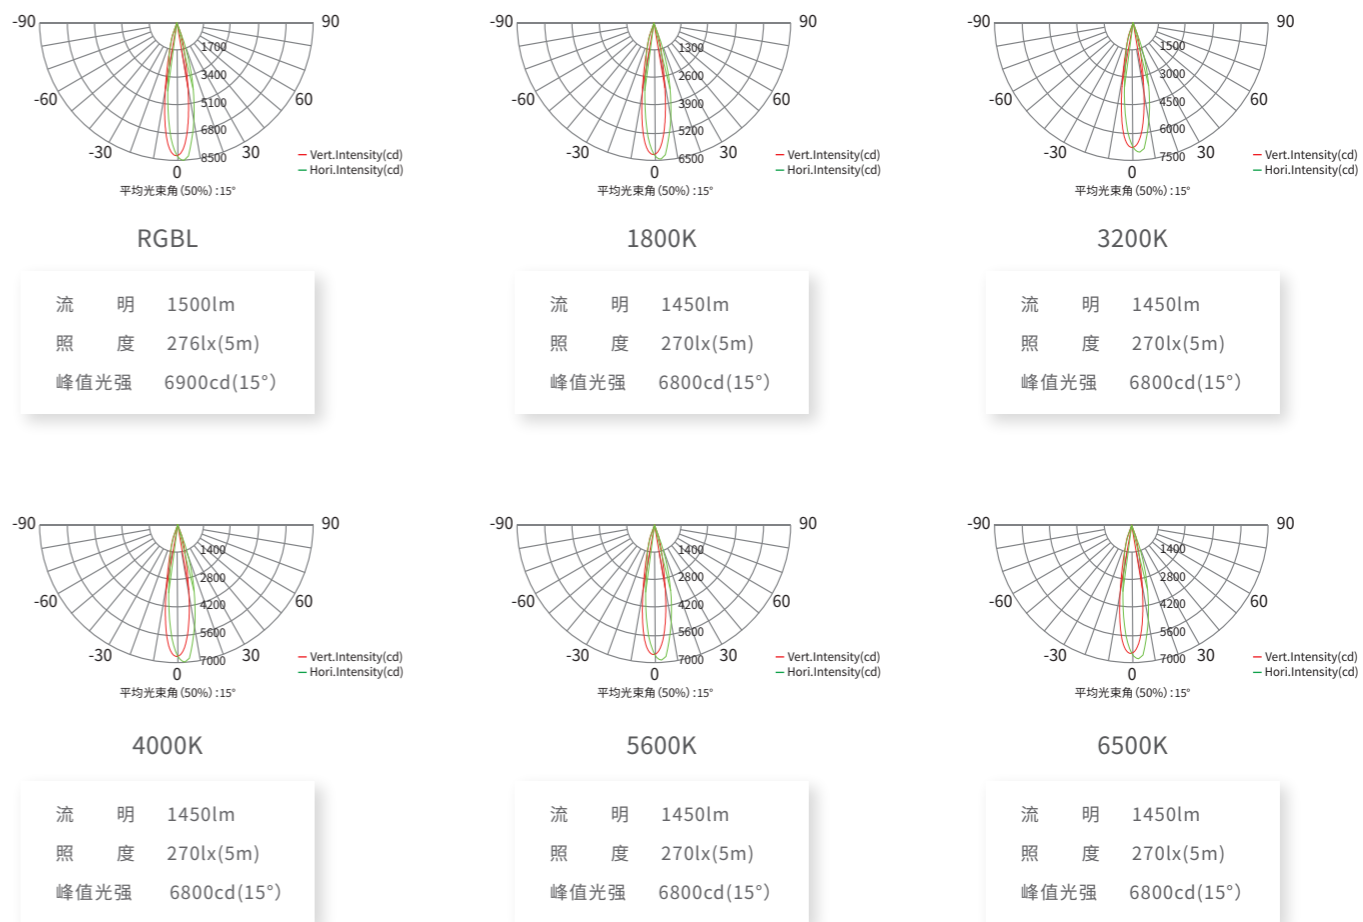 -90
90
1700
3400
5100
6800
8500
-60
60
-30
30
0
Vert.Intensity(cd)
Hori.Intensity(cd)
平均光束角(50%):15°
RGBL
流 明 1500lm
照 度 276lx(5m)
峰值光强 6900cd(15°)
-90
90
1300
2600
3900
5200
6500
-60
60
-30
30
0
Vert.Intensity(cd)
Hori.Intensity(cd)
平均光束角(50%):15°
1800K
流 明 1450lm
照 度 270lx(5m)
峰值光强 6800cd(15°)
-90
90
1500
3000
4500
6000
7500
-60
60
-30
30
0
Vert.Intensity(cd)
Hori.Intensity(cd)
平均光束角(50%):15°
3200K
流 明 1450lm
照 度 270lx(5m)
峰值光强 6800cd(15°)
-90
90
1400
2800
4200
5600
7000
-60
60
-30
30
0
Vert.Intensity(cd)
Hori.Intensity(cd)
平均光束角(50%):15°
4000K
流 明 1450lm
照 度 270lx(5m)
峰值光强 6800cd(15°)
-90
90
1400
2800
4200
5600
7000
-60
60
-30
30
0
Vert.Intensity(cd)
Hori.Intensity(cd)
平均光束角(50%):15°
5600K
流 明 1450lm
照 度 270lx(5m)
峰值光强 6800cd(15°)
-90
90
1400
2800
4200
5600
7000
-60
60
-30
30
0
Vert.Intensity(cd)
Hori.Intensity(cd)
平均光束角(50%):15°
6500K
流 明 1450lm
照 度 270lx(5m)
峰值光强 6800cd(15°)